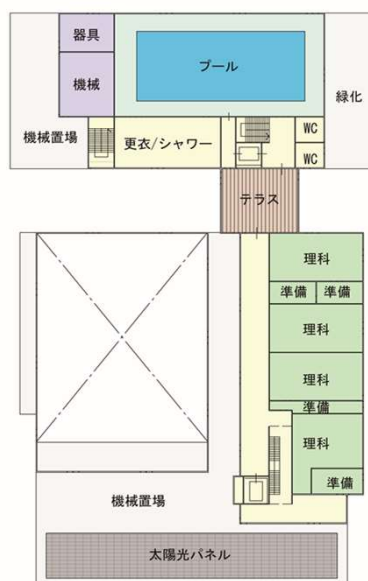 器具
プール
機械
緑化
機械置場
更衣/シャワー
WC
WC
テラス
理科
準備
準備
理科
理科
準備
理科
準備
機械置場
太陽光パネル